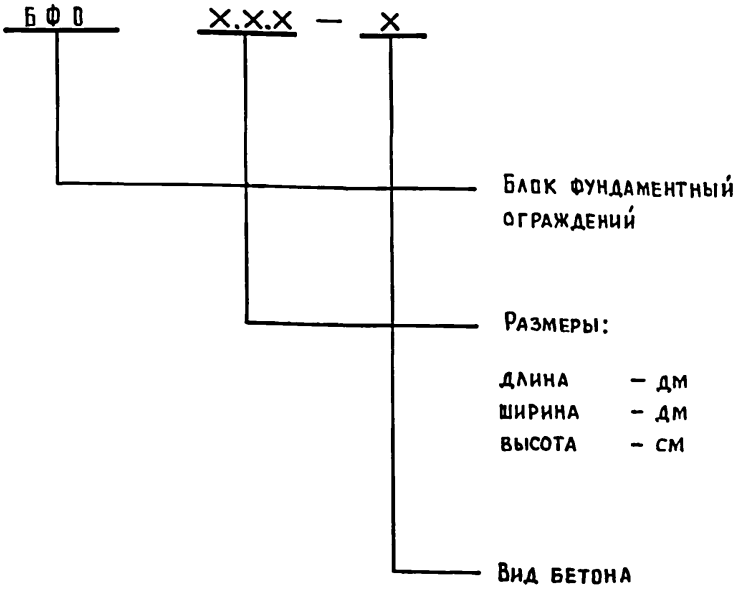 БФО Х.Х.Х – Х
Блок фундаментный
ограждений
Размеры:
длина – дм
ширина – дм
высота – см
Вид бетона